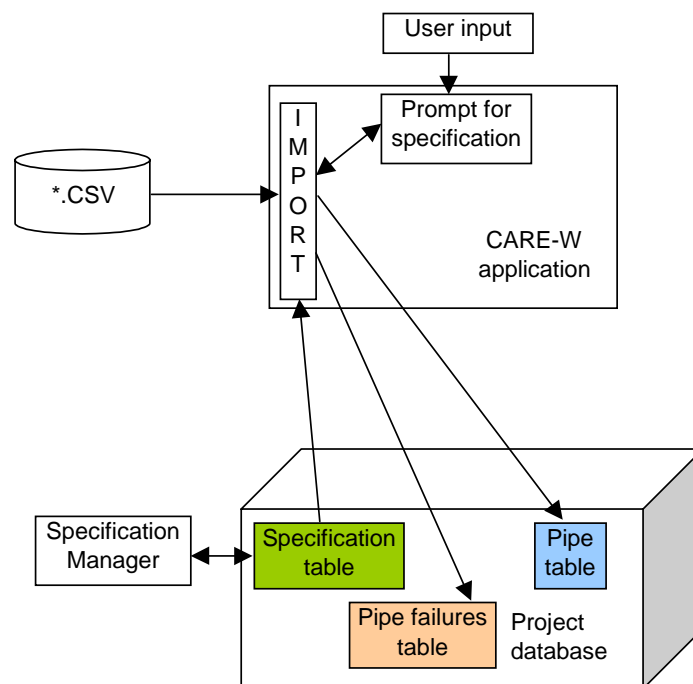 User input
Prompt for
specification
I
M
P
O
R
T
*.CSV
CARE-W
application
Specification
Manager
Specification
table
Pipe
table
Pipe failures
table
Project
database